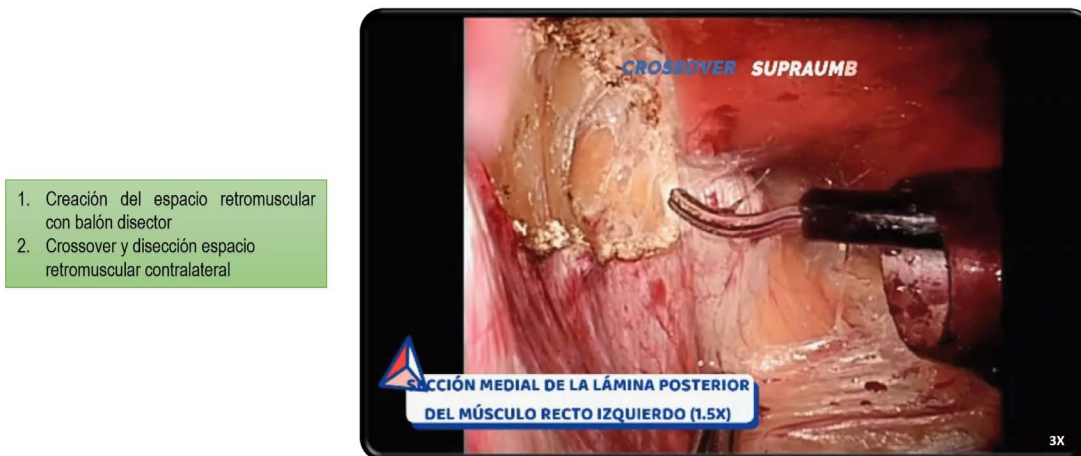 1. Creación del espacio retromuscular
con balón disector
2. Crossover y disección espacio
retromuscular contralateral
CROSSOVER SUPRAUMB
SECCIÓN MEDIAL DE LA LÁMINA POSTERIOR
DEL MÚSCULO RECTO IZQUIERDO (1.5X)
3X